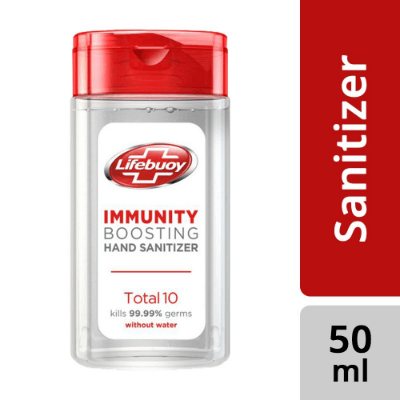 Lifebuoy
IMMUNITY
BOOSTING
HAND SANITIZER
Total 10
kills 99.99% germs
without water
Sanitizer
50
ml